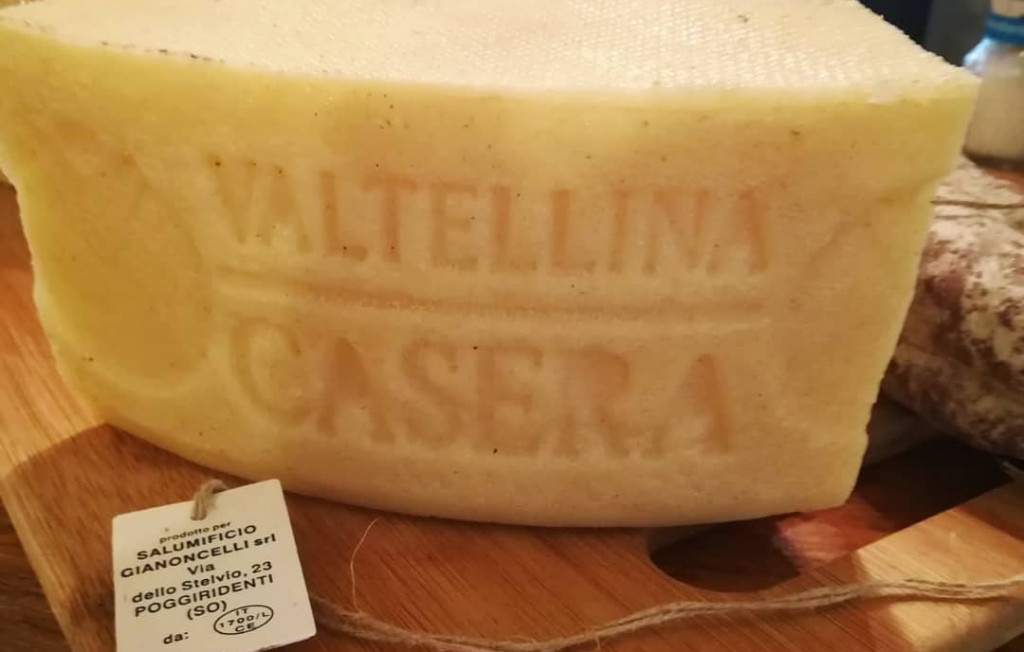 VALTELLINA
CASERA
prodotto per
SALUMIFICIO
GIANONCELLI srl
Via
dello Stelvio, 23
POGGIRIDENTI
(SO)
da:
IT
1700/L
CE